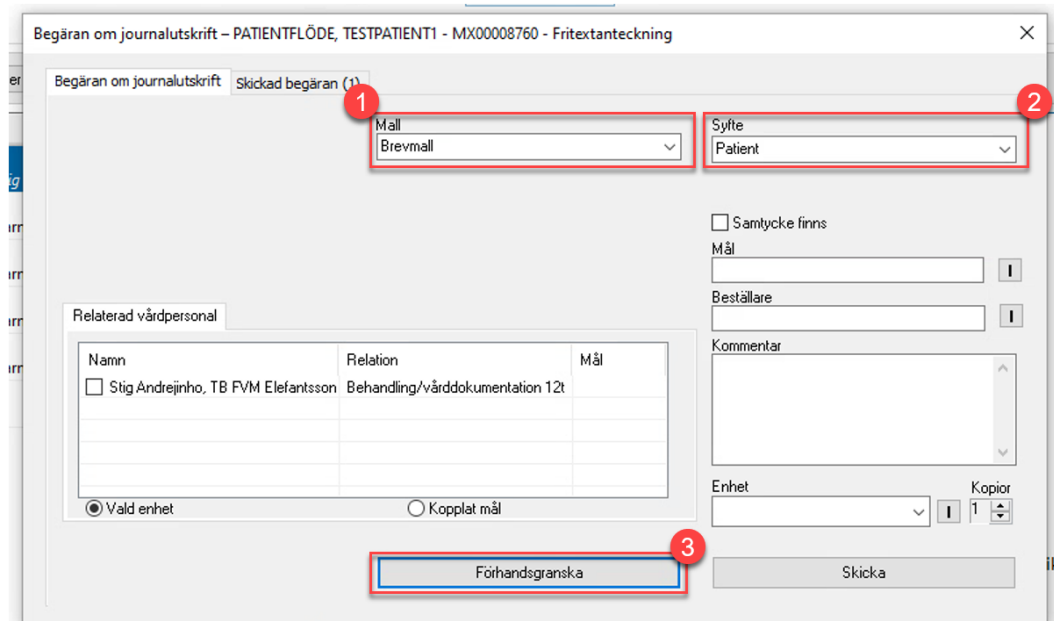 Begäran om journalutskrift – PATIENTFLÖDE, TESTPATIENT1 - MX00008760 - Fritextanteckning
er
Begäran om journalutskrift
Skickad begäran (1)
1
2
Mall
Brevmall
Syfte
Patient
ig
Samtycke finns
Mål
I
Beställare
I
Relaterad vårdpersonal
Kommentar
Namn
Relation
Mål
Stig Andrejinho, TB FVM Elefantsson
Behandling/vårddokumentation 12t
Vald enhet
Kopplat mål
Enhet
Kopior
I
1
3
Förhandsgranska
Skicka